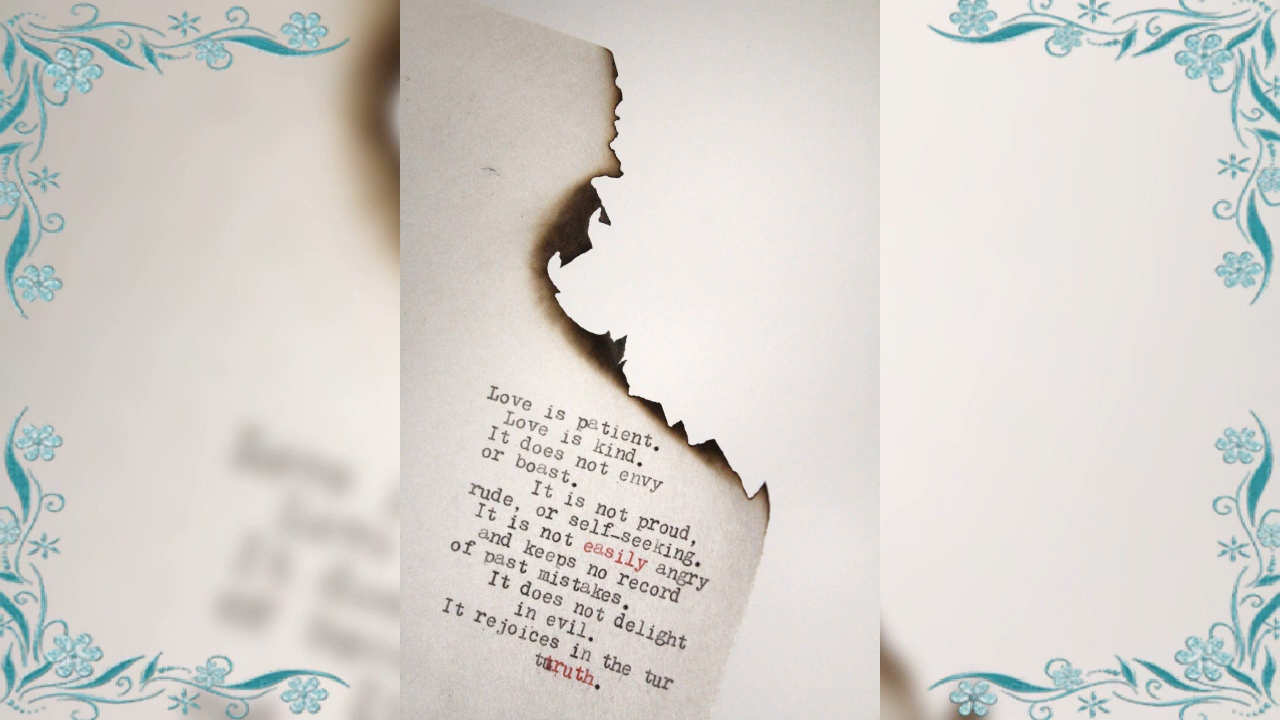 Love is patient.
Love is kind.
It does not envy
or boast.
It is not proud,
rude, or self-seeking.
It is not easily angry
and keeps no record
of past mistakes.
It does not delight
in evil.
It rejoices in the tur
truth.